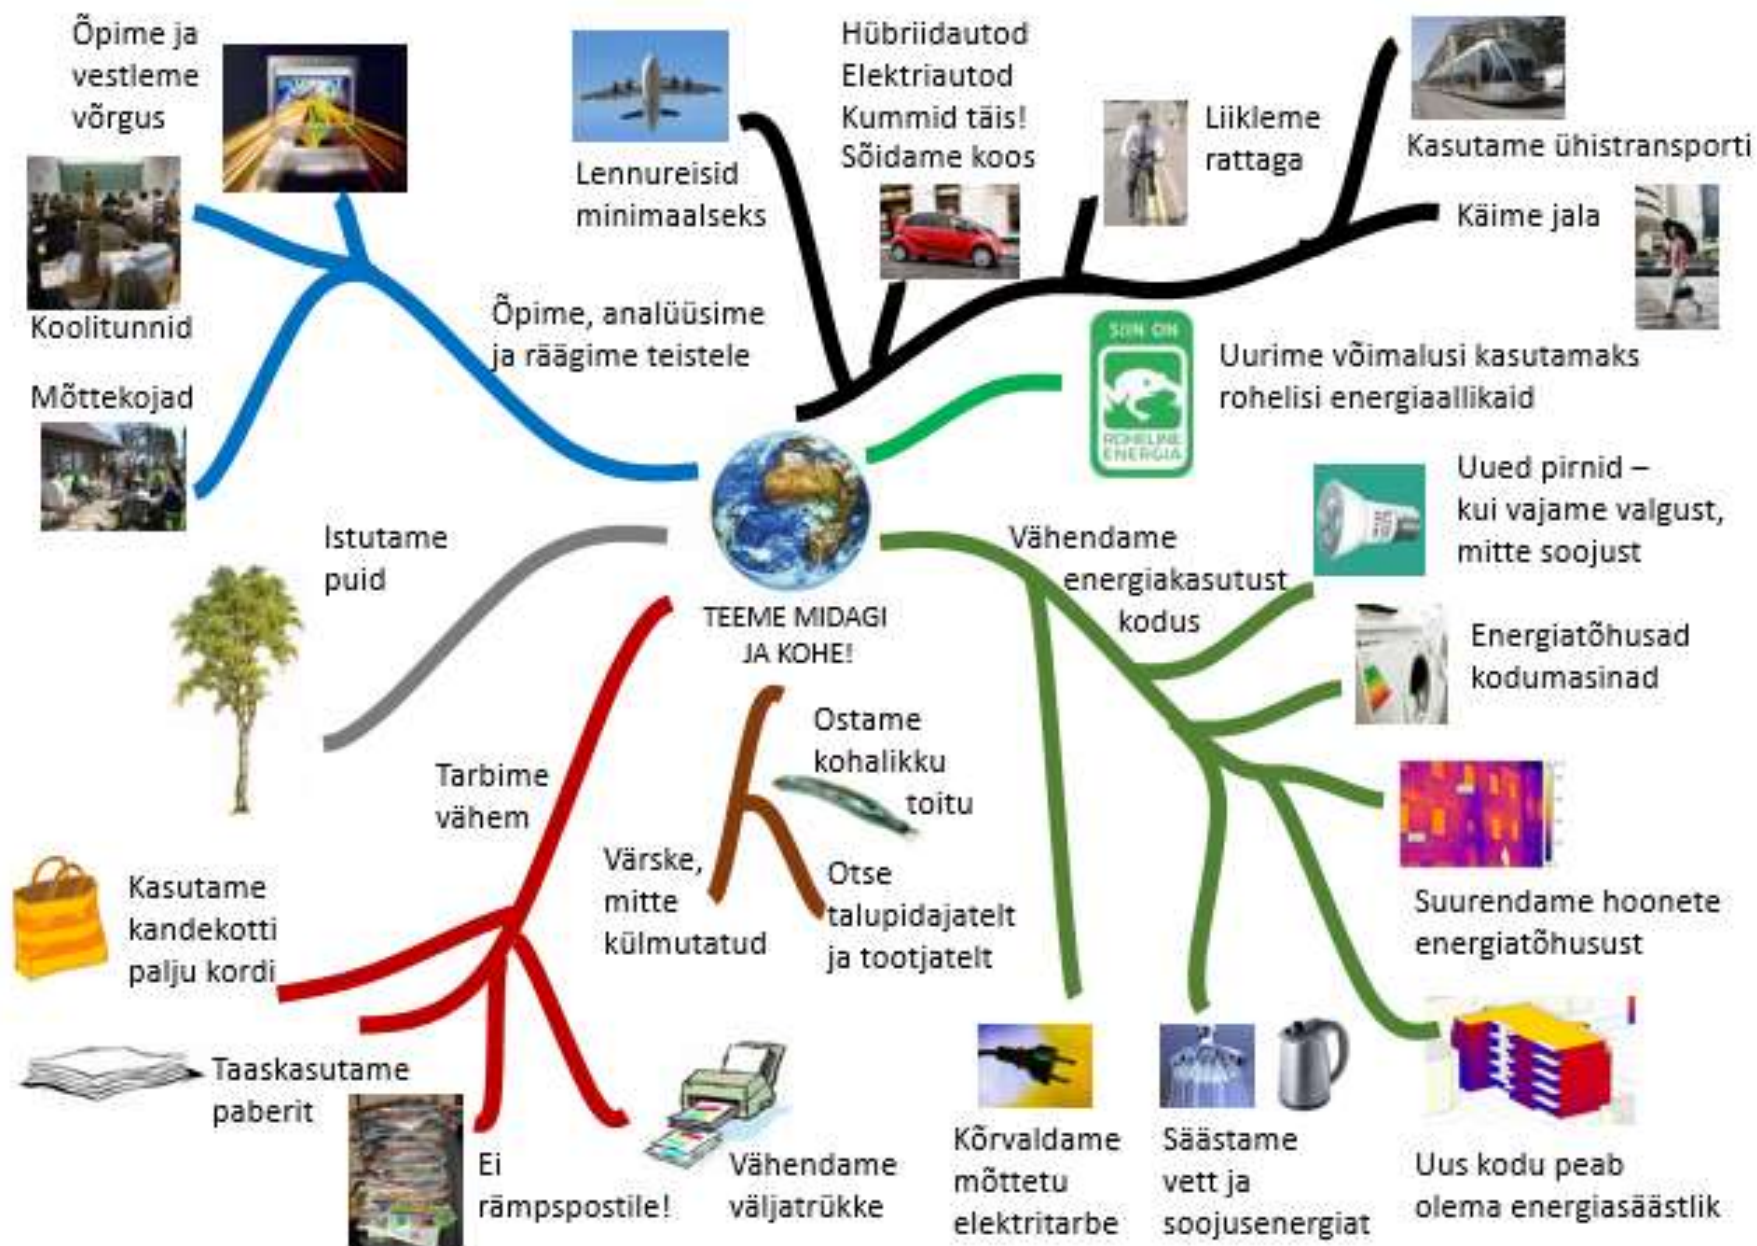 Õpime ja
vestleme
võrgus
Koolitunnid
Mõttekojad
Õpime, analüüsime
ja räägime teistele
Lennureisid
minimaalseks
Hübriidautod
Elektriautod
Kummid täis!
Sõidame koos
Liikleme
rattaga
Kasutame ühistransporti
Käime jala
SIIN ON
ROHELINE
ENERGIA
Uurime võimalusi kasutamaks
rohelisi energiaallikaid
TEEME MIDAGI
JA KOHE!
Istutame
puid
Vähendame
energiakasutust
kodus
Uued pirnid –
kui vajame valgust,
mitte soojust
Energiatõhusad
kodumasinad
Suurendame hoonete
energiatõhusust
Uus kodu peab
olema energiasäästlik
Säästame
vett ja
soojusenergiat
Kõrvaldame
mõttetu
elektritarbe
Ostame
kohalikku
toitu
Värske,
mitte
külmutatud
Otse
talupidajatelt
ja tootjatelt
Tarbime
vähem
Kasutame
kandekotti
palju kordi
Taaskasutame
paberit
Ei
rämpspostile!
Vähendame
väljatrükke